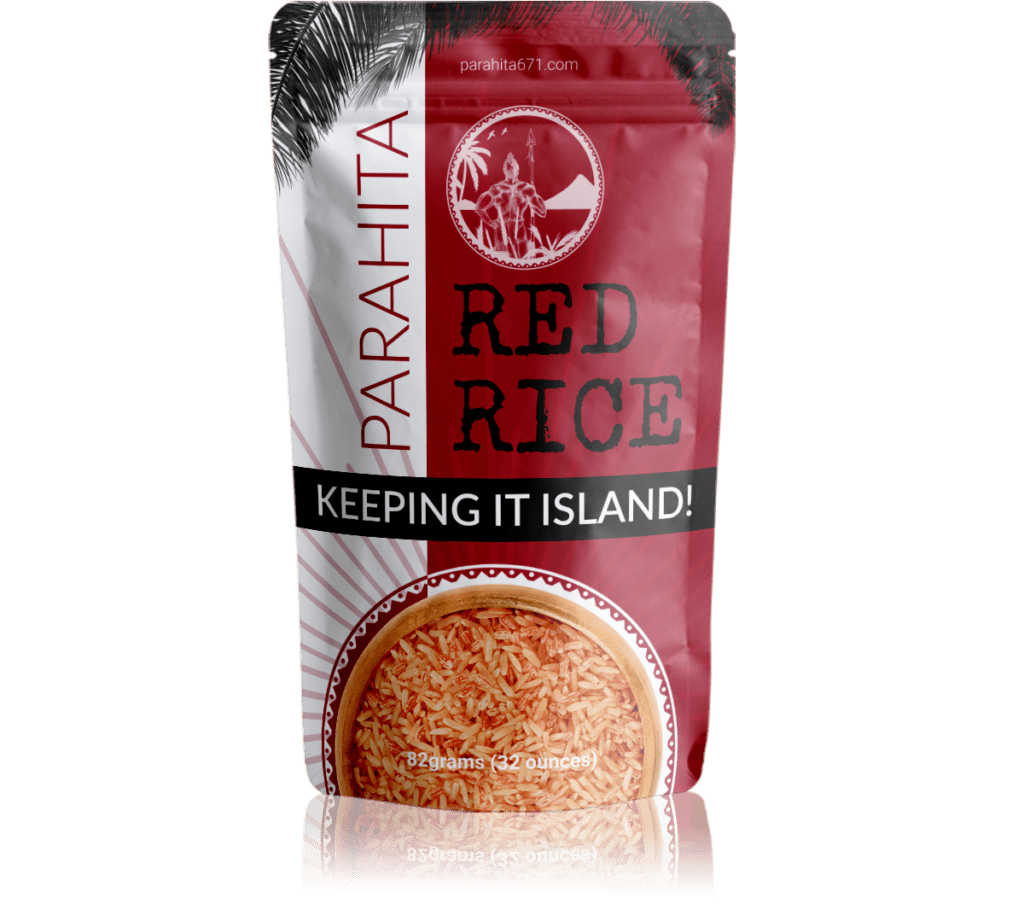 parahita671.com
PARAHITA
RED
RICE
KEEPING IT ISLAND!
82grams (32 ounces)